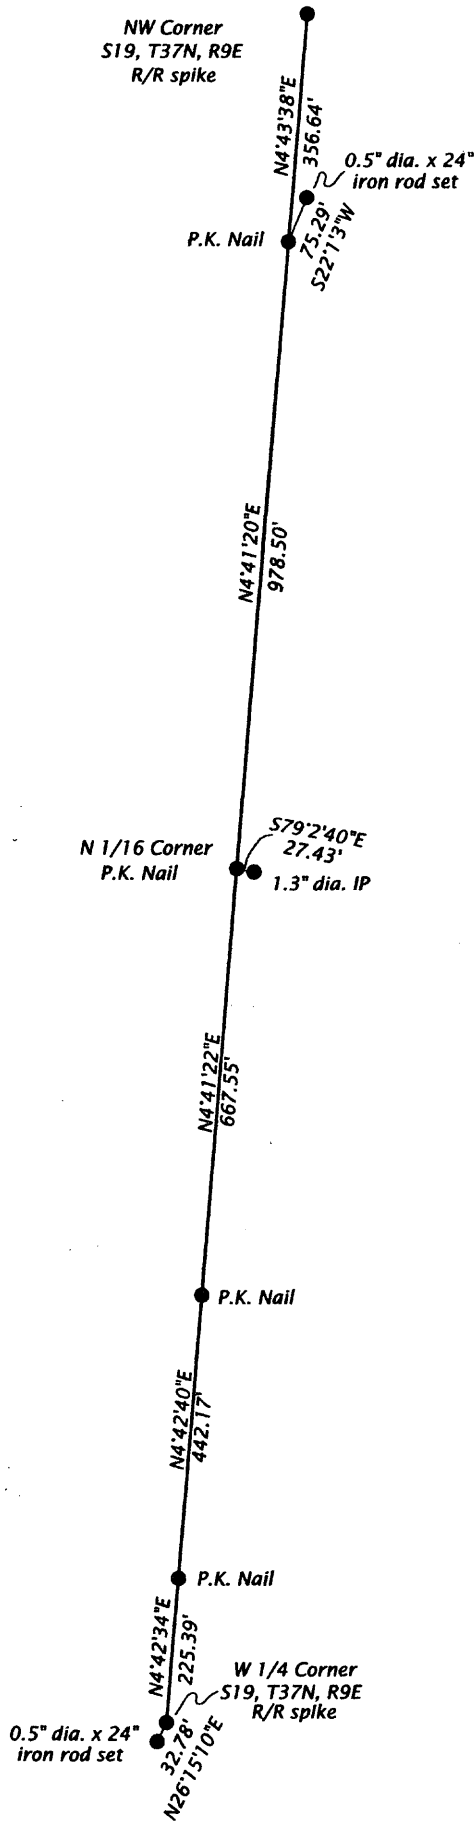 NW Corner
S19, T37N, R9E
R/R spike
N4°43'38"E
356.64'
0.5" dia. x 24"
iron rod set
75.29'
S22°1'3"W
P.K. Nail
N4°41'20"E
978.50'
N 1/16 Corner
P.K. Nail
S79°2'40"E
27.43'
1.3" dia. IP
N4°41'22"E
667.55'
P.K. Nail
N4°42'40"E
442.17'
P.K. Nail
N4°42'34"E
225.39'
W 1/4 Corner
S19, T37N, R9E
R/R spike
0.5" dia. x 24"
iron rod set
32.78'
N26°15'10"E